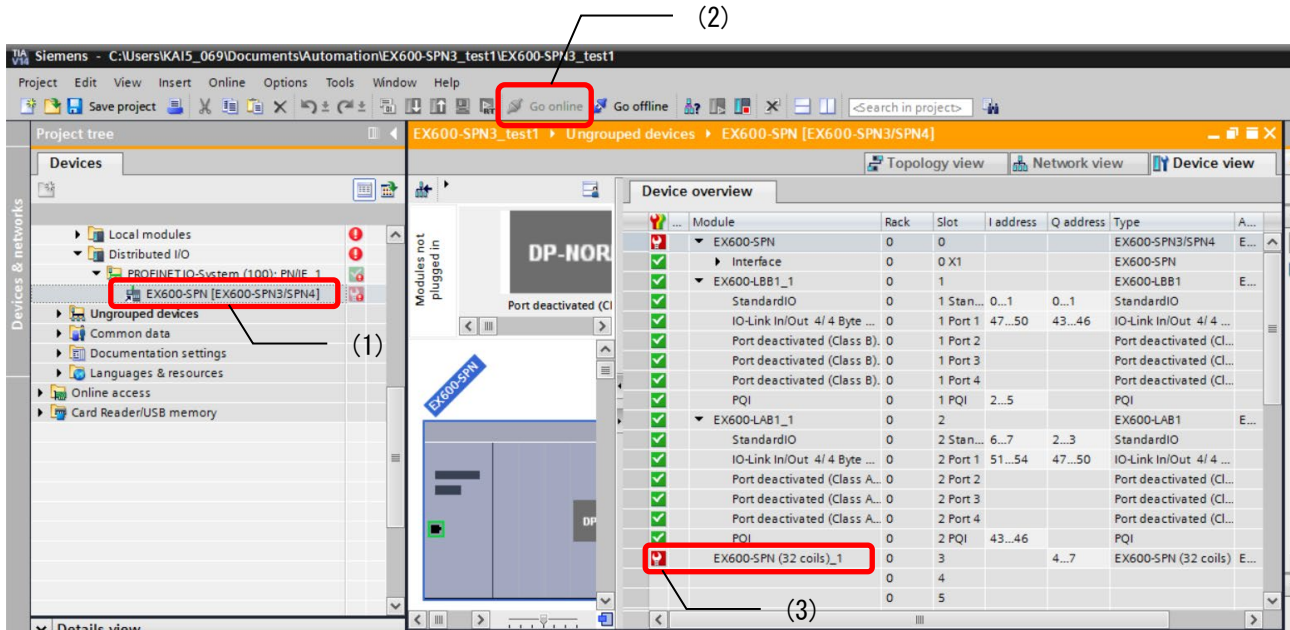 (2)
Siemens - C:\Users\KAI5_069\Documents\Automation\EX600-SPN3_test1\EX600-SPN3_test1
Project Edit View Insert Online Options Tools Window Help
Save project Go online Go offline <Search in project>
Project tree
EX600-SPN3_test1 ▸ Ungrouped devices ▸ EX600-SPN [EX600-SPN3/SPN4]
Devices
Topology view Network view Device view
Devices & networks
Local modules
Distributed I/O
PROFINET IO-System (100): PN/IE_1
EX600-SPN [EX600-SPN3/SPN4]
Ungrouped devices
(1)
Common data
Documentation settings
Languages & resources
Online access
Card Reader/USB memory
Modules not plugged in
DP-NOR
Port deactivated (Cl
EX600-SPN
DP
Device overview
... Module Rack Slot I address Q address Type A...
EX600-SPN 0 0 EX600-SPN3/SPN4 E...
Interface 0 0 X1 EX600-SPN
EX600-LBB1_1 0 1 EX600-LBB1 E...
StandardIO 0 1 Stan... 0...1 0...1 StandardIO
IO-Link In/Out 4/ 4 Byte ... 0 1 Port 1 47...50 43...46 IO-Link In/Out 4/ 4 ...
Port deactivated (Class B). 0 1 Port 2 Port deactivated (Cl...
Port deactivated (Class B). 0 1 Port 3 Port deactivated (Cl...
Port deactivated (Class B). 0 1 Port 4 Port deactivated (Cl...
PQI 0 1 PQI 2...5 PQI
EX600-LAB1_1 0 2 EX600-LAB1 E...
StandardIO 0 2 Stan... 6...7 2...3 StandardIO
IO-Link In/Out 4/ 4 Byte ... 0 2 Port 1 51...54 47...50 IO-Link In/Out 4/ 4 ...
Port deactivated (Class A... 0 2 Port 2 Port deactivated (Cl...
Port deactivated (Class A... 0 2 Port 3 Port deactivated (Cl...
Port deactivated (Class A... 0 2 Port 4 Port deactivated (Cl...
PQI 0 2 PQI 43...46 PQI
EX600-SPN (32 coils)_1 0 3 4...7 EX600-SPN (32 coils) E...
0 4
0 5
(3)
Details view